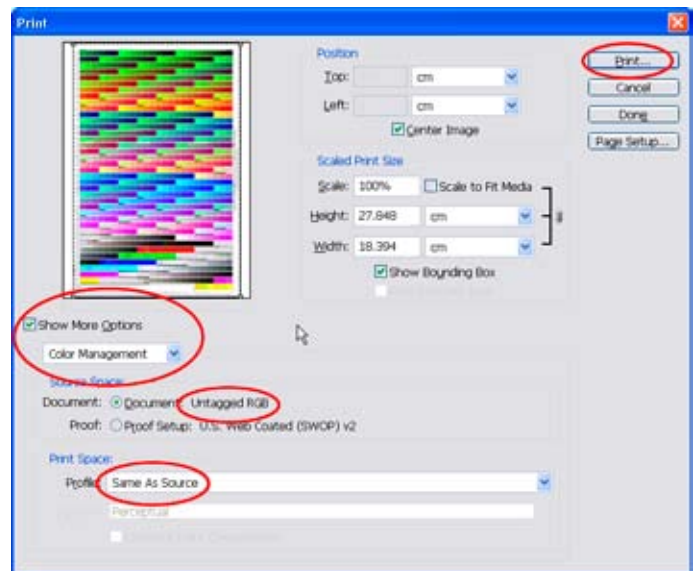 Print
Position
Top: cm
Left: cm
Center Image
Scaled Print Size
Scale: 100% Scale to Fit Media
Height: 27.848 cm
Width: 18.394 cm
Show Bounding Box
Print...
Cancel
Done
Page Setup...
Show More Options
Color Management
Source Space:
Document: Document: Untagged RGB
Proof: Proof Setup: U.S. Web Coated (SWOP) v2
Print Space:
Profile: Same As Source
Perceptual